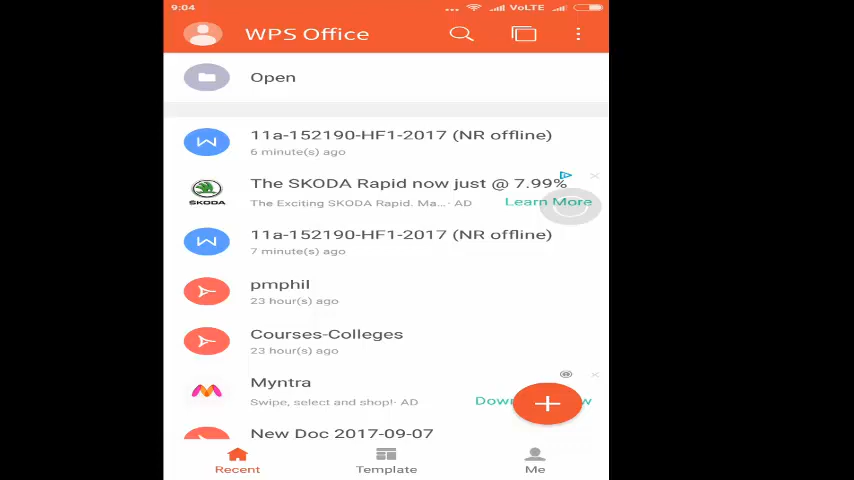 9:04 ... VoLTE
WPS Office
Open
11a-152190-HF1-2017 (NR offline)
6 minute(s) ago
The SKODA Rapid now just @ 7.99%
ŠKODA
The Exciting SKODA Rapid. Ma... · AD
Learn More
11a-152190-HF1-2017 (NR offline)
7 minute(s) ago
pmphil
23 hour(s) ago
Courses-Colleges
23 hour(s) ago
Myntra
Swipe, select and shop!· AD
New Doc 2017-09-07
Recent
Template
Me